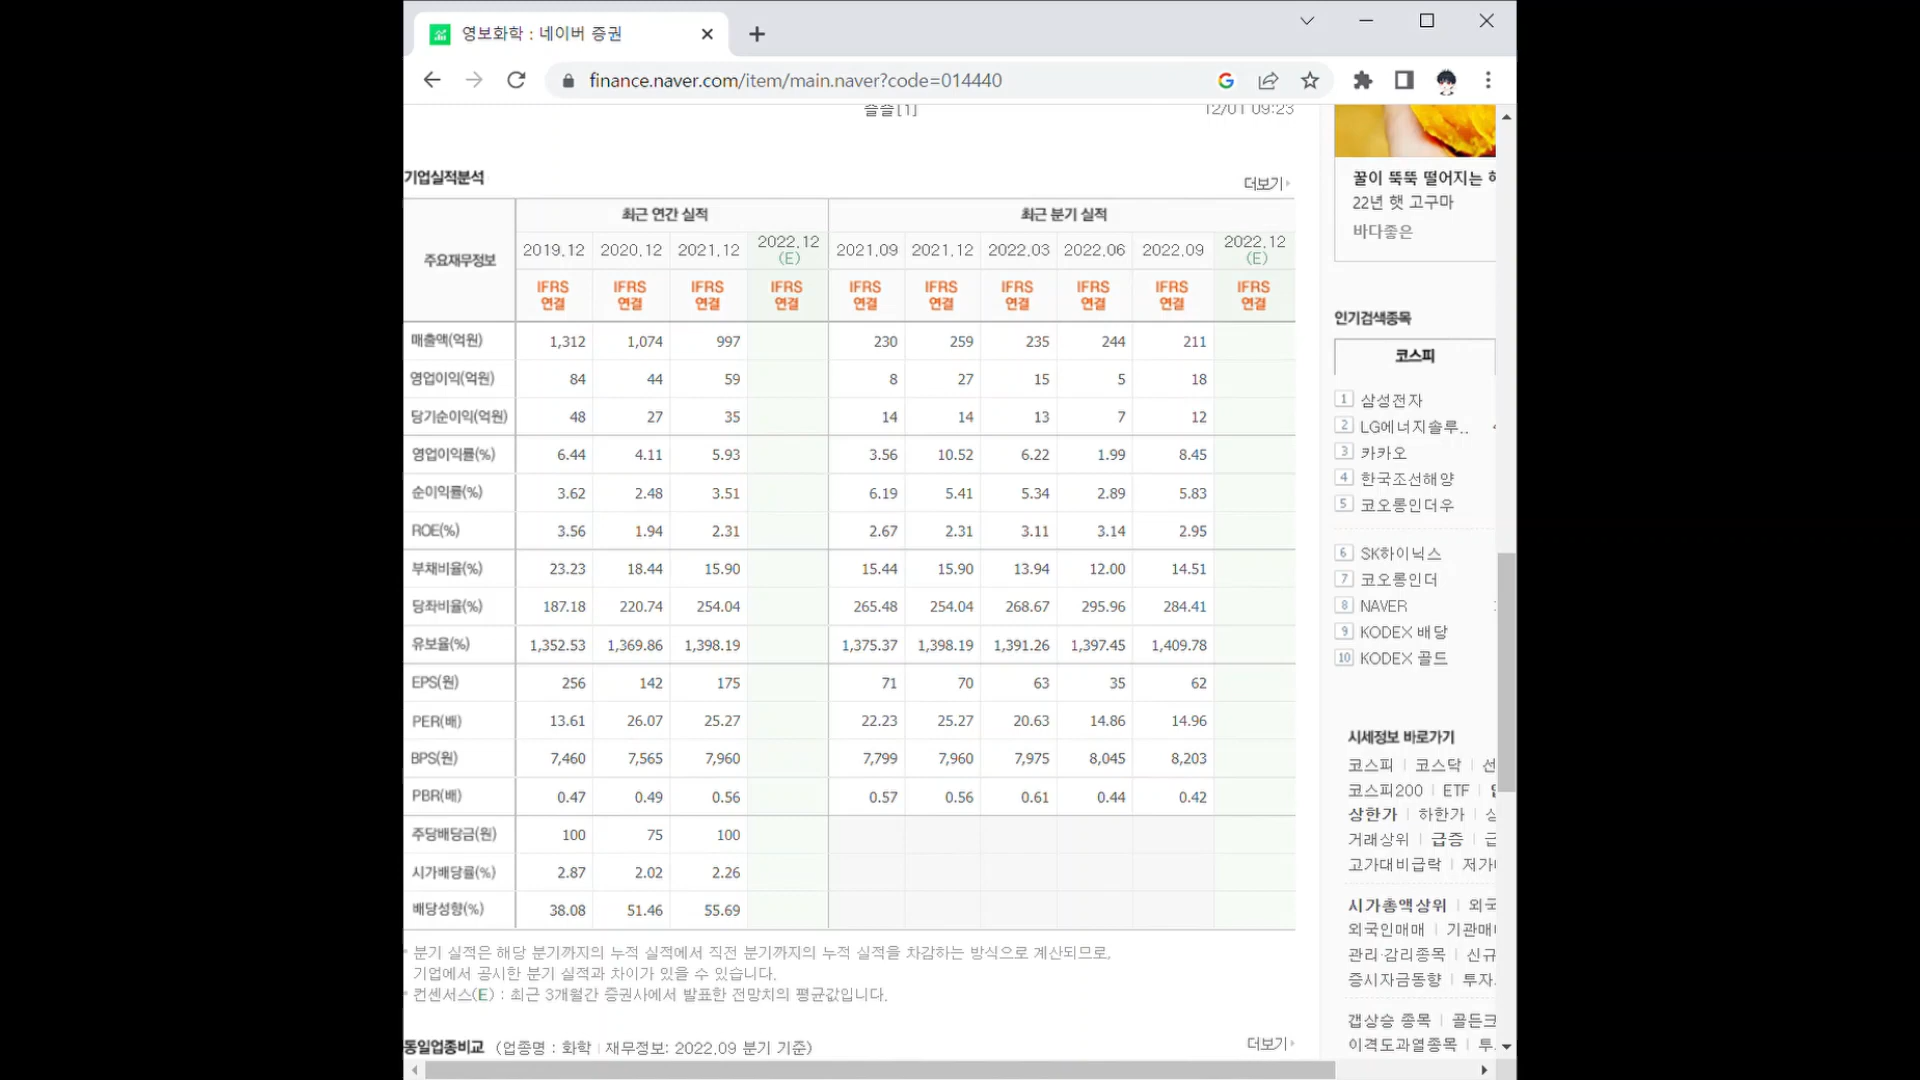 영보화학 : 네이버 증권
finance.naver.com/item/main.naver?code=014440
쯥쯥[1] 12/01 09:23
기업실적분석 더보기
주요재무정보 최근 연간 실적 최근 분기 실적
2019.12 2020.12 2021.12 2022.12 (E) 2021.09 2021.12 2022.03 2022.06 2022.09 2022.12 (E)
IFRS 연결 IFRS 연결 IFRS 연결 IFRS 연결 IFRS 연결 IFRS 연결 IFRS 연결 IFRS 연결 IFRS 연결 IFRS 연결
매출액(억원) 1,312 1,074 997 230 259 235 244 211
영업이익(억원) 84 44 59 8 27 15 5 18
당기순이익(억원) 48 27 35 14 14 13 7 12
영업이익률(%) 6.44 4.11 5.93 3.56 10.52 6.22 1.99 8.45
순이익률(%) 3.62 2.48 3.51 6.19 5.41 5.34 2.89 5.83
ROE(%) 3.56 1.94 2.31 2.67 2.31 3.11 3.14 2.95
부채비율(%) 23.23 18.44 15.90 15.44 15.90 13.94 12.00 14.51
당좌비율(%) 187.18 220.74 254.04 265.48 254.04 268.67 295.96 284.41
유보율(%) 1,352.53 1,369.86 1,398.19 1,375.37 1,398.19 1,391.26 1,397.45 1,409.78
EPS(원) 256 142 175 71 70 63 35 62
PER(배) 13.61 26.07 25.27 22.23 25.27 20.63 14.86 14.96
BPS(원) 7,460 7,565 7,960 7,799 7,960 7,975 8,045 8,203
PBR(배) 0.47 0.49 0.56 0.57 0.56 0.61 0.44 0.42
주당배당금(원) 100 75 100
시가배당률(%) 2.87 2.02 2.26
배당성향(%) 38.08 51.46 55.69
* 분기 실적은 해당 분기까지의 누적 실적에서 직전 분기까지의 누적 실적을 차감하는 방식으로 계산되므로,
기업에서 공시한 분기 실적과 차이가 있을 수 있습니다.
* 컨센서스(E) : 최근 3개월간 증권사에서 발표한 전망치의 평균값입니다.
동일업종비교 (업종명 : 화학 | 재무정보: 2022.09 분기 기준) 더보기
꿀이 뚝뚝 떨어지는
22년 햇 고구마
바다좋은
인기검색종목
코스피
1 삼성전자
2 LG에너지솔루..
3 카카오
4 한국조선해양
5 코오롱인더우
6 SK하이닉스
7 코오롱인더
8 NAVER
9 KODEX 배당
10 KODEX 골드
시세정보 바로가기
코스피 | 코스닥 | 선
코스피200 | ETF |
상한가 | 하한가 |
거래상위 | 급증 | 급
고가대비급락 | 저가
시가총액상위 | 외국
외국인매매 | 기관매
관리·감리종목 | 신규
증시자금동향 | 투자
갭상승 종목 | 골든크
이격도과열종목 | 투